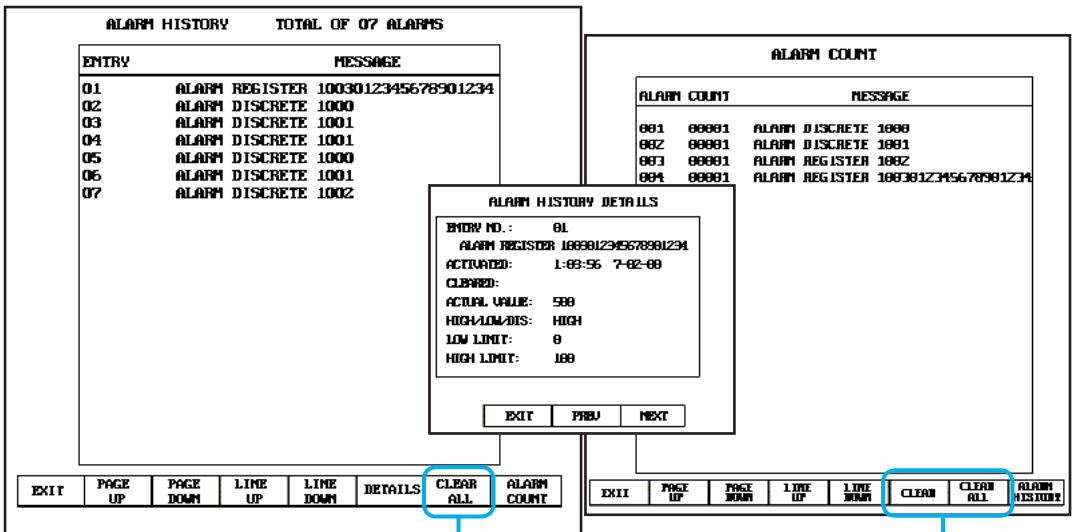 ALARM HISTORY TOTAL OF 07 ALARMS
ENTRY MESSAGE
01 ALARM REGISTER 1003012345678901234
02 ALARM DISCRETE 1000
03 ALARM DISCRETE 1001
04 ALARM DISCRETE 1001
05 ALARM DISCRETE 1000
06 ALARM DISCRETE 1001
07 ALARM DISCRETE 1002
EXIT PAGE UP PAGE DOWN LINE UP LINE DOWN DETAILS CLEAR ALL ALARM COUNT
ALARM HISTORY DETAILS
ENTRY NO.: 01
ALARM REGISTER 1003012345678901234
ACTIVATED: 1:03:56 7-02-00
CLEARED:
ACTUAL VALUE: 500
HIGH/LOW/DIS: HIGH
LOW LIMIT: 0
HIGH LIMIT: 100
EXIT PREV NEXT
ALARM COUNT
ALARM COUNT MESSAGE
001 00001 ALARM DISCRETE 1000
002 00001 ALARM DISCRETE 1001
003 00001 ALARM REGISTER 1002
004 00001 ALARM REGISTER 1003012345678901234
EXIT PAGE UP PAGE DOWN LINE UP LINE DOWN CLEAR CLEAR ALL ALARM HISTORY